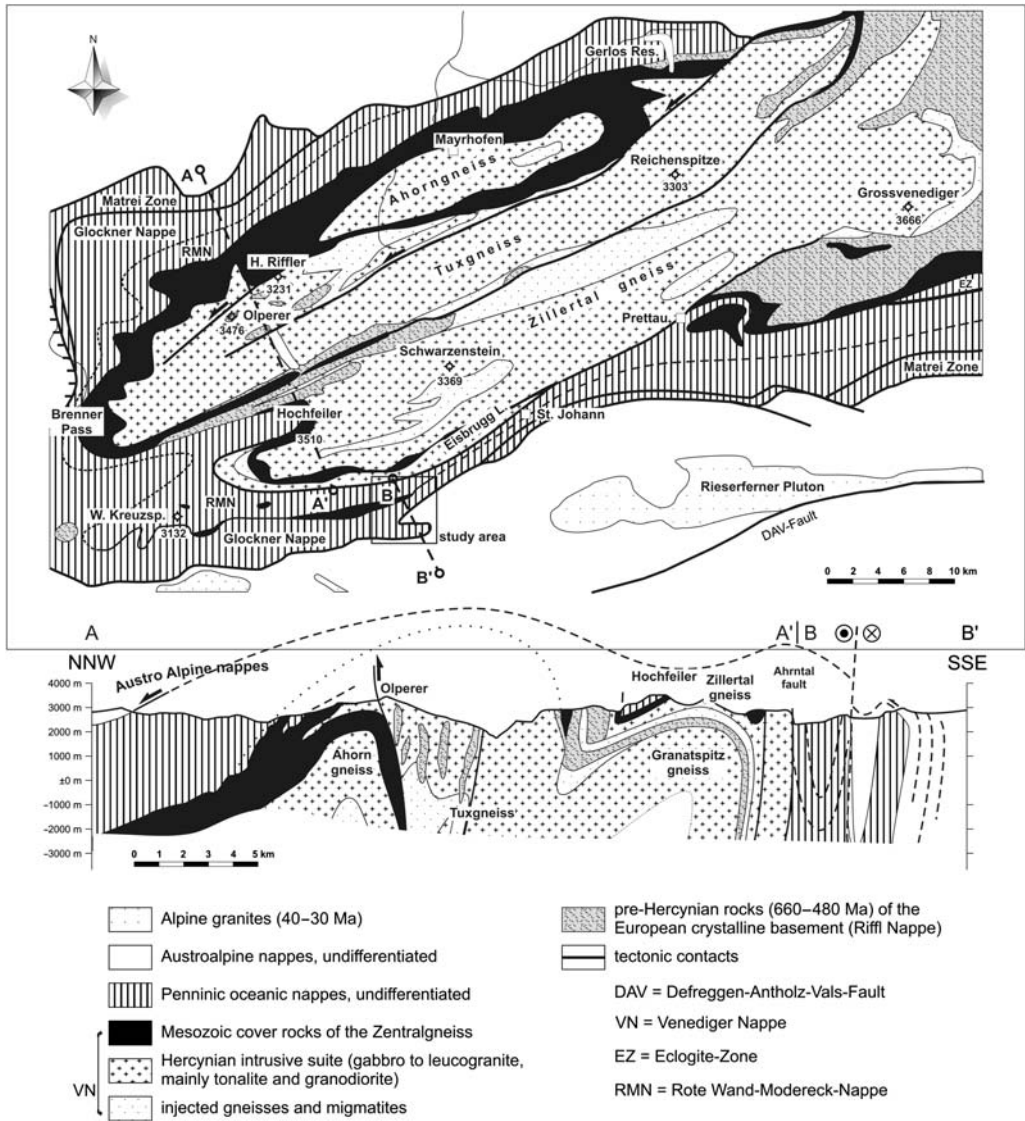 N
Gerlos Res.
Mayrhofen
Ahorngneiss
Reichenspitze
3303
Grossvenediger
3666
A
Matrei Zone
Glockner Nappe
RMN
H. Riffler
3231
Olperer
3476
Tuxgneiss
Zillertal gneiss
EZ
Prettau
Schwarzenstein
3369
Matrei Zone
Brenner
Pass
Hochfeiler
3510
Eisbrugg L.
St. Johann
RMN
A'
B
Rieserferner Pluton
W. Kreuzsp.
3132
Glockner Nappe
study area
DAV-Fault
B'
0 2 4 6 8 10 km
A
A' B
B'
NNW
SSE
Austro Alpine nappes
4000 m
3000 m
2000 m
1000 m
±0 m
−1000 m
−2000 m
−3000 m
Olperer
Hochfeiler
Zillertal
gneiss
Ahrntal
fault
Ahorn
gneiss
Granatspitz
gneiss
Tuxgneiss
0 1 2 3 4 5 km
Alpine granites (40–30 Ma)
Austroalpine nappes, undifferentiated
Penninic oceanic nappes, undifferentiated
Mesozoic cover rocks of the Zentralgneiss
Hercynian intrusive suite (gabbro to leucogranite,
mainly tonalite and granodiorite)
VN
injected gneisses and migmatites
pre-Hercynian rocks (660–480 Ma) of the
European crystalline basement (Riffl Nappe)
tectonic contacts
DAV = Defreggen-Antholz-Vals-Fault
VN = Venediger Nappe
EZ = Eclogite-Zone
RMN = Rote Wand-Modereck-Nappe